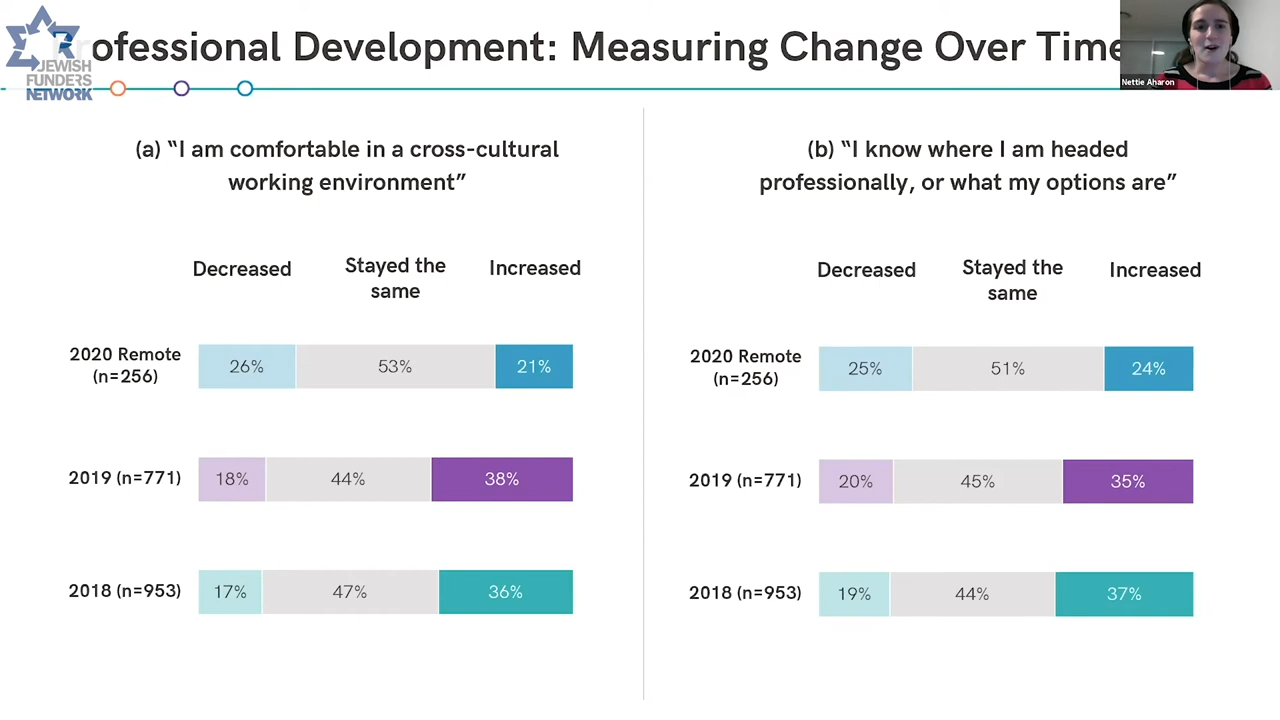 Professional Development: Measuring Change Over Time
JEWISH
FUNDERS
NETWORK
Nettie Aharon
(a) “I am comfortable in a cross-cultural
working environment”
Decreased
Stayed the
same
Increased
2020 Remote
(n=256)
26%
53%
21%
2019 (n=771)
18%
44%
38%
2018 (n=953)
17%
47%
36%
(b) “I know where I am headed
professionally, or what my options are”
Decreased
Stayed the
same
Increased
2020 Remote
(n=256)
25%
51%
24%
2019 (n=771)
20%
45%
35%
2018 (n=953)
19%
44%
37%